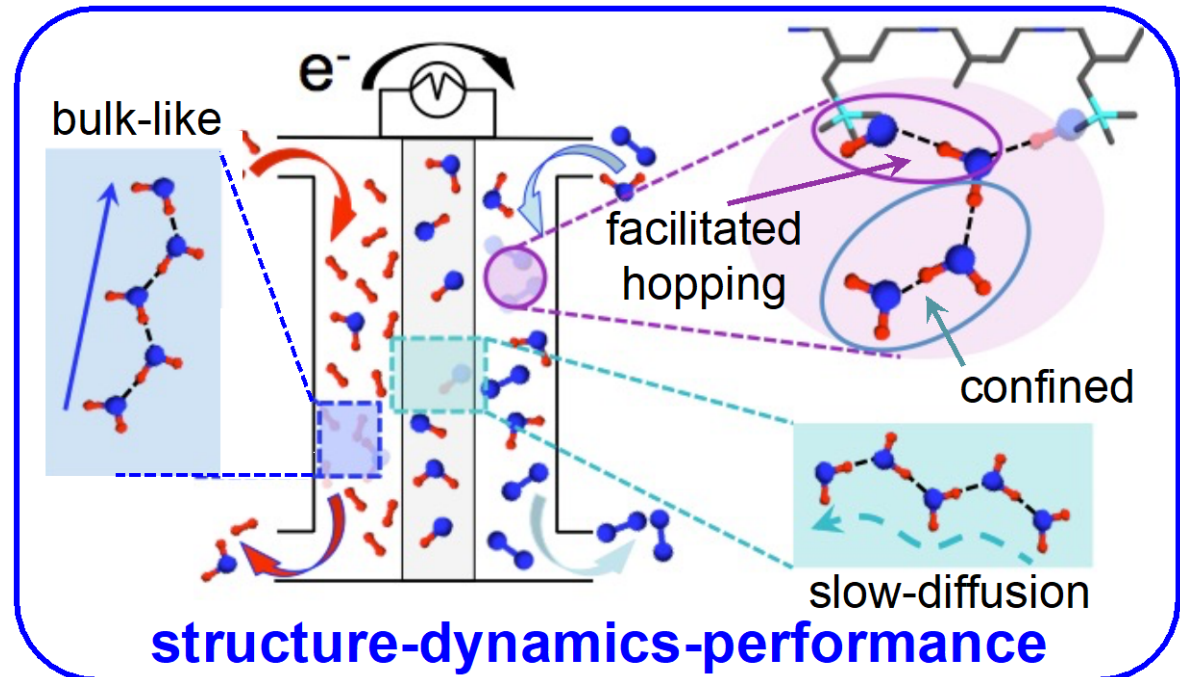 e-
bulk-like
facilitated
hopping
confined
slow-diffusion
structure-dynamics-performance